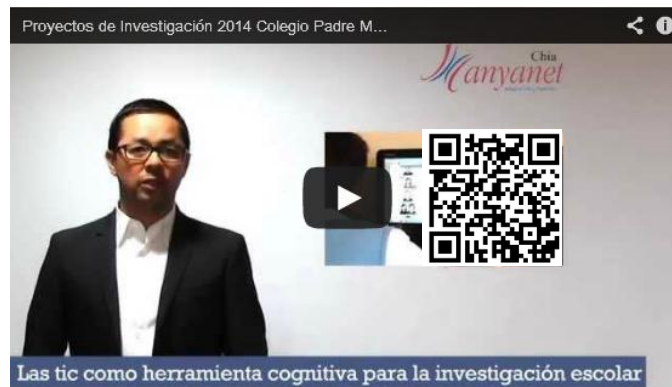 Proyectos de Investigación 2014 Colegio Padre M...
Chía
Manyanet
Las tic como herramienta cognitiva para la investigación escolar